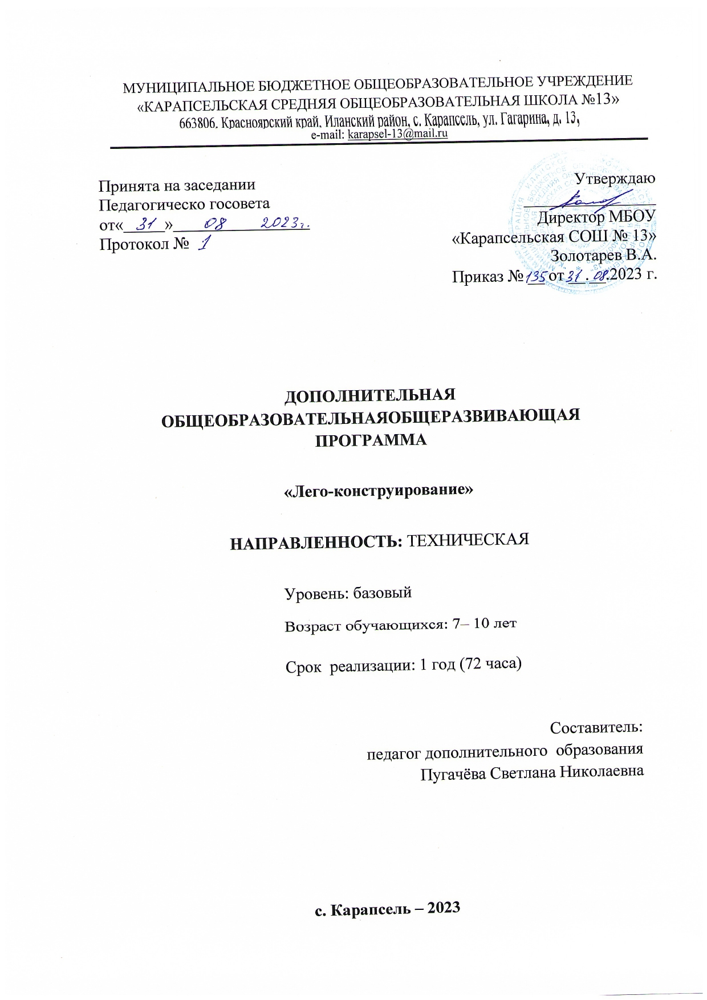 МУНИЦИПАЛЬНОЕ БЮДЖЕТНОЕ ОБЩЕОБРАЗОВАТЕЛЬНОЕ УЧРЕЖДЕНИЕ
«КАРАПСЕЛЬСКАЯ СРЕДНЯЯ ОБЩЕОБРАЗОВАТЕЛЬНАЯ ШКОЛА №13»
663806, Красноярский край, Иланский район, с. Карапсель, ул. Гагарина, д. 13,
e-mail: karapsel-13@mail.ru
Принята на заседании
Педагогическо госовета
от« 31 » 08 2023г.
Протокол № 1
Утверждаю
Директор МБОУ
«Карапсельская СОШ № 13»
Золотарев В.А.
Приказ № 135 от 31 . 08.2023 г.
ДОПОЛНИТЕЛЬНАЯ
ОБЩЕОБРАЗОВАТЕЛЬНАЯОБЩЕРАЗВИВАЮЩАЯ
ПРОГРАММА
«Лего-конструирование»
НАПРАВЛЕННОСТЬ: ТЕХНИЧЕСКАЯ
Уровень: базовый
Возраст обучающихся: 7– 10 лет
Срок реализации: 1 год (72 часа)
Составитель:
педагог дополнительного образования
Пугачёва Светлана Николаевна
с. Карапсель – 2023